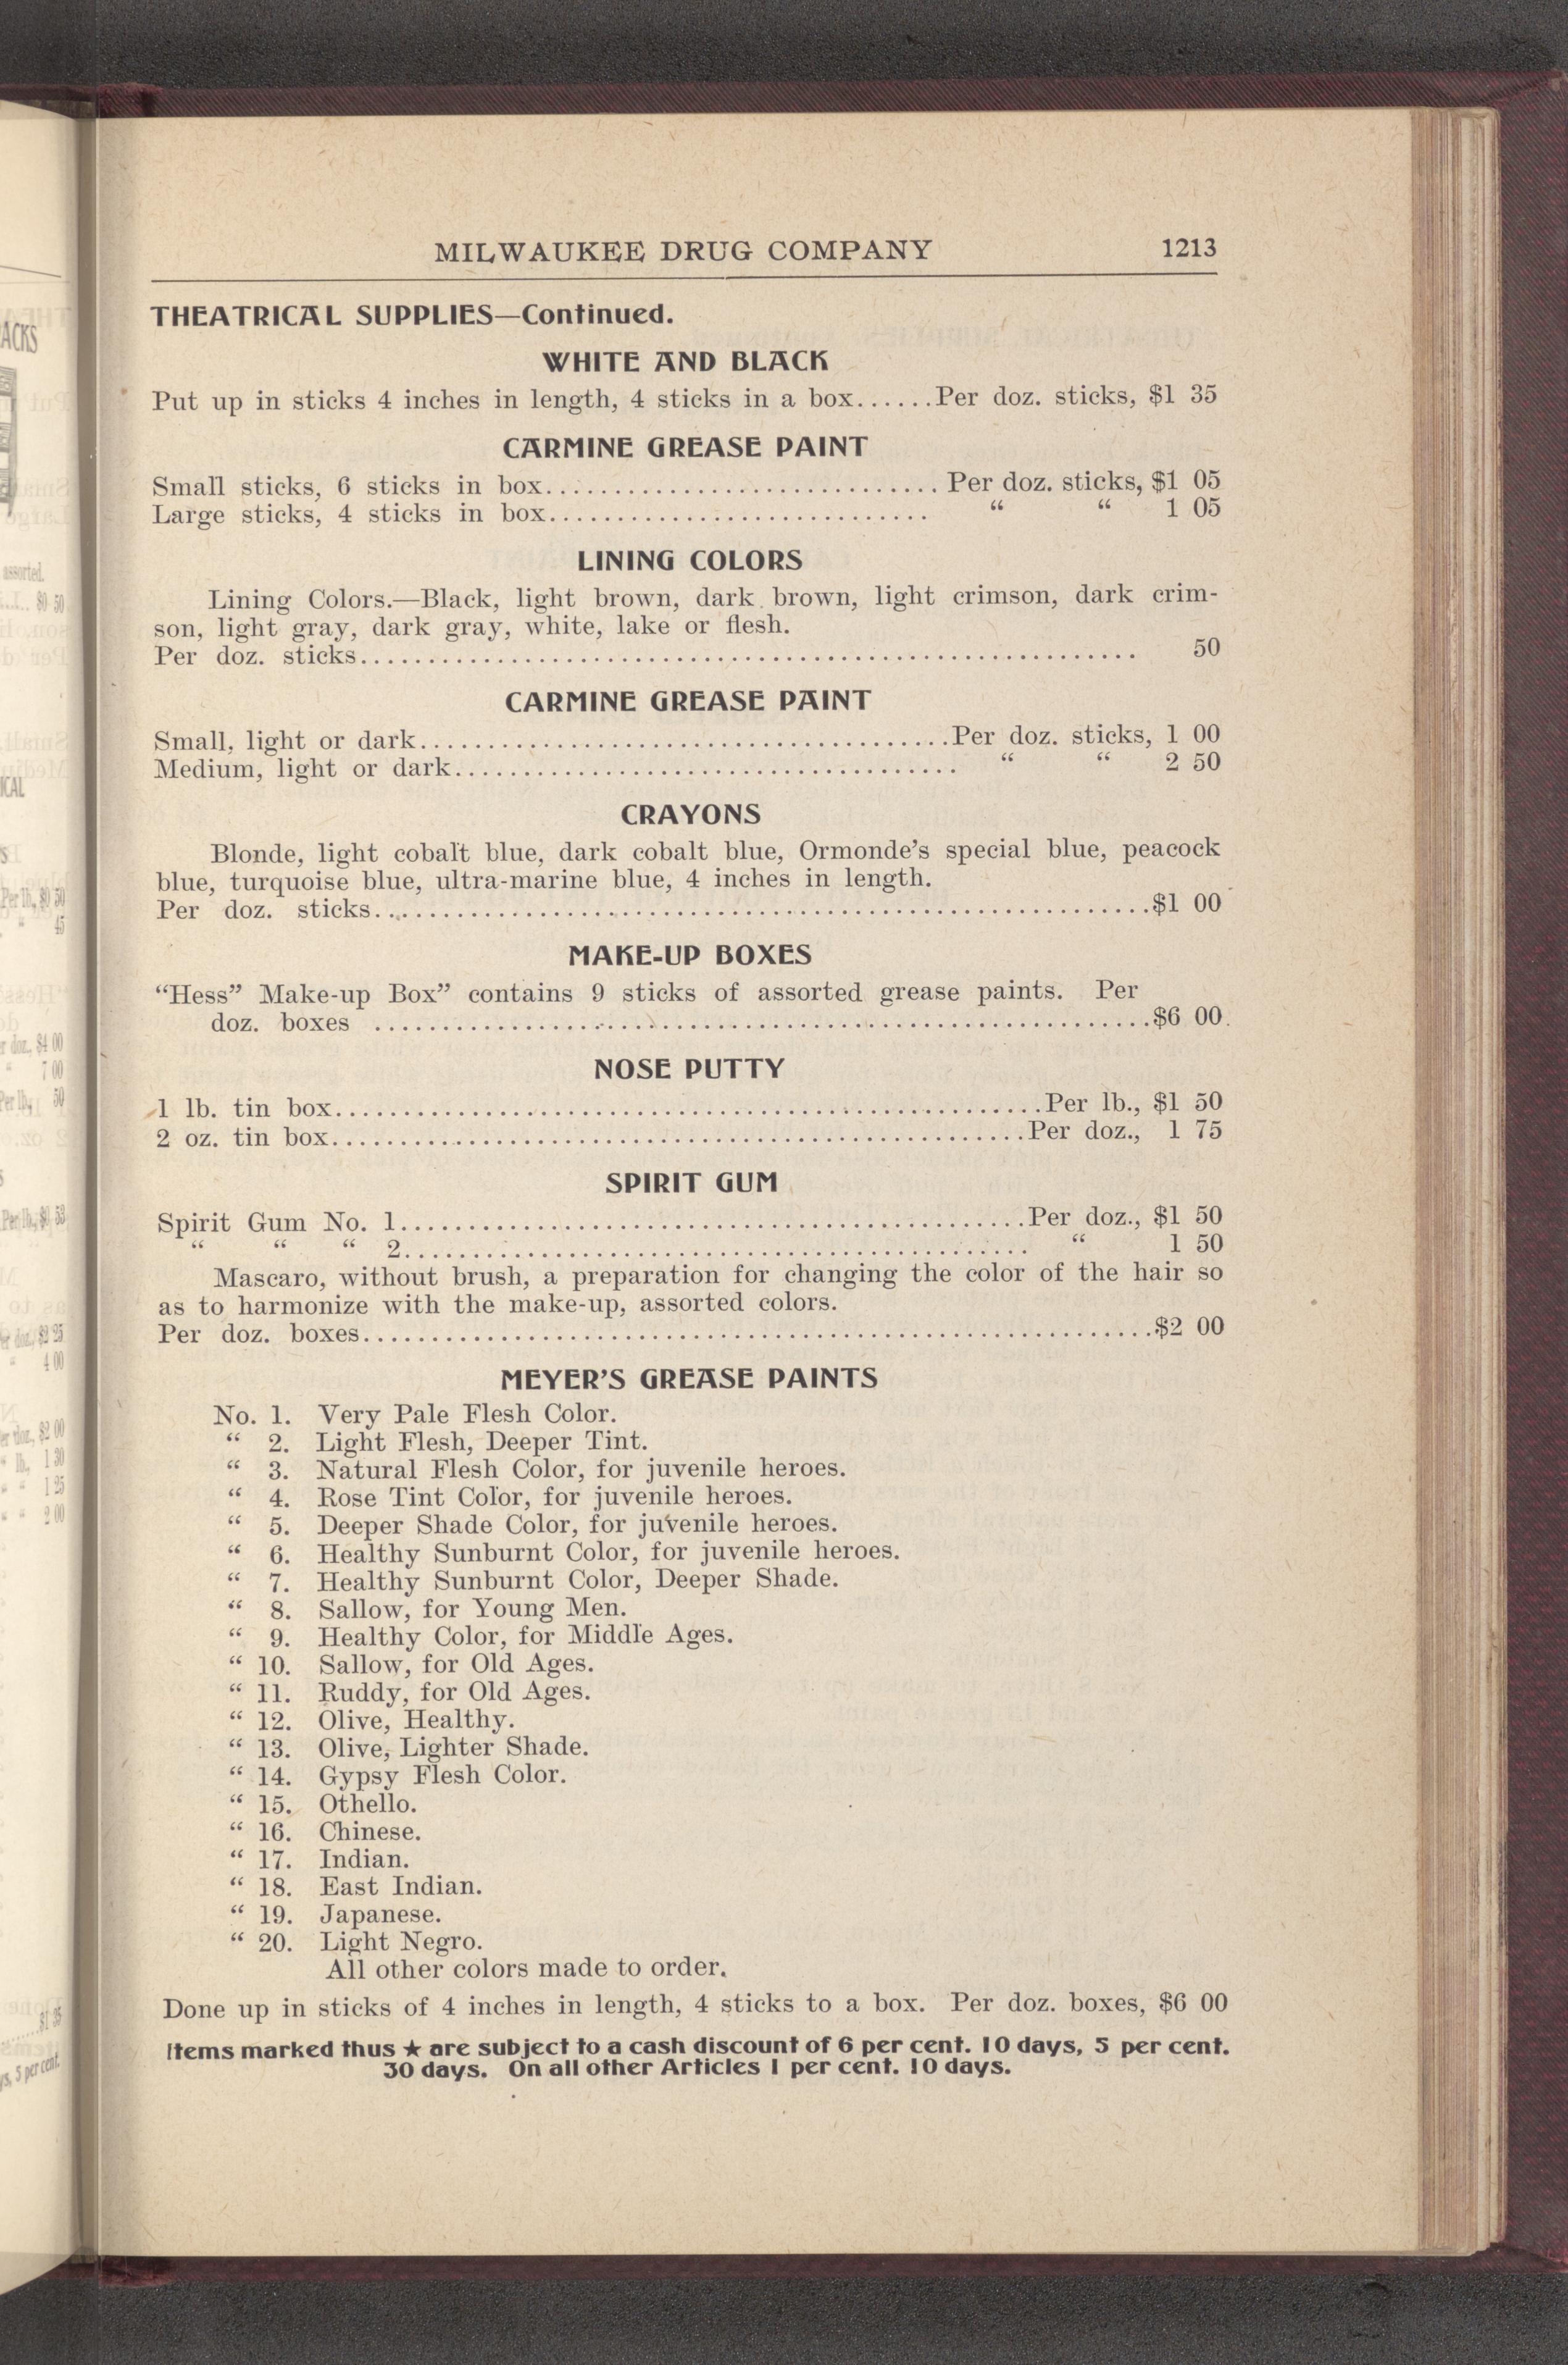 MILWAUKEE DRUG COMPANY 1213
THEATRICAL SUPPLIES—Continued.
WHITE AND BLACK
Put up in sticks 4 inches in length, 4 sticks in a box......Per doz. sticks, $1 35
CARMINE GREASE PAINT
Small sticks, 6 sticks in box............................Per doz. sticks, $1 05
Large sticks, 4 sticks in box............................ “ “ 1 05
LINING COLORS
Lining Colors.—Black, light brown, dark brown, light crimson, dark crim-
son, light gray, dark gray, white, lake or flesh.
Per doz. sticks......................................................... 50
CARMINE GREASE PAINT
Small, light or dark.......................................Per doz. sticks, 1 00
Medium, light or dark..................................... “ “ 2 50
CRAYONS
Blonde, light cobalt blue, dark cobalt blue, Ormonde’s special blue, peacock
blue, turquoise blue, ultra-marine blue, 4 inches in length.
Per doz. sticks.........................................................$1 00
MAKE-UP BOXES
“Hess” Make-up Box” contains 9 sticks of assorted grease paints. Per
doz. boxes .........................................................$6 00
NOSE PUTTY
1 lb. tin box....................................................Per lb., $1 50
2 oz. tin box...................................................Per doz., 1 75
SPIRIT GUM
Spirit Gum No. 1..............................................Per doz., $1 50
“ “ “ 2.............................................. “ 1 50
Mascaro, without brush, a preparation for changing the color of the hair so
as to harmonize with the make-up, assorted colors.
Per doz. boxes..........................................................$2 00
MEYER’S GREASE PAINTS
No. 1. Very Pale Flesh Color.
“ 2. Light Flesh, Deeper Tint.
“ 3. Natural Flesh Color, for juvenile heroes.
“ 4. Rose Tint Color, for juvenile heroes.
“ 5. Deeper Shade Color, for juvenile heroes.
“ 6. Healthy Sunburnt Color, for juvenile heroes.
“ 7. Healthy Sunburnt Color, Deeper Shade.
“ 8. Sallow, for Young Men.
“ 9. Healthy Color, for Middle Ages.
“ 10. Sallow, for Old Ages.
“ 11. Ruddy, for Old Ages.
“ 12. Olive, Healthy.
“ 13. Olive, Lighter Shade.
“ 14. Gypsy Flesh Color.
“ 15. Othello.
“ 16. Chinese.
“ 17. Indian.
“ 18. East Indian.
“ 19. Japanese.
“ 20. Light Negro.
All other colors made to order.
Done up in sticks of 4 inches in length, 4 sticks to a box. Per doz. boxes, $6 00
Items marked thus ★ are subject to a cash discount of 6 per cent. 10 days, 5 per cent.
30 days. On all other Articles 1 per cent. 10 days.